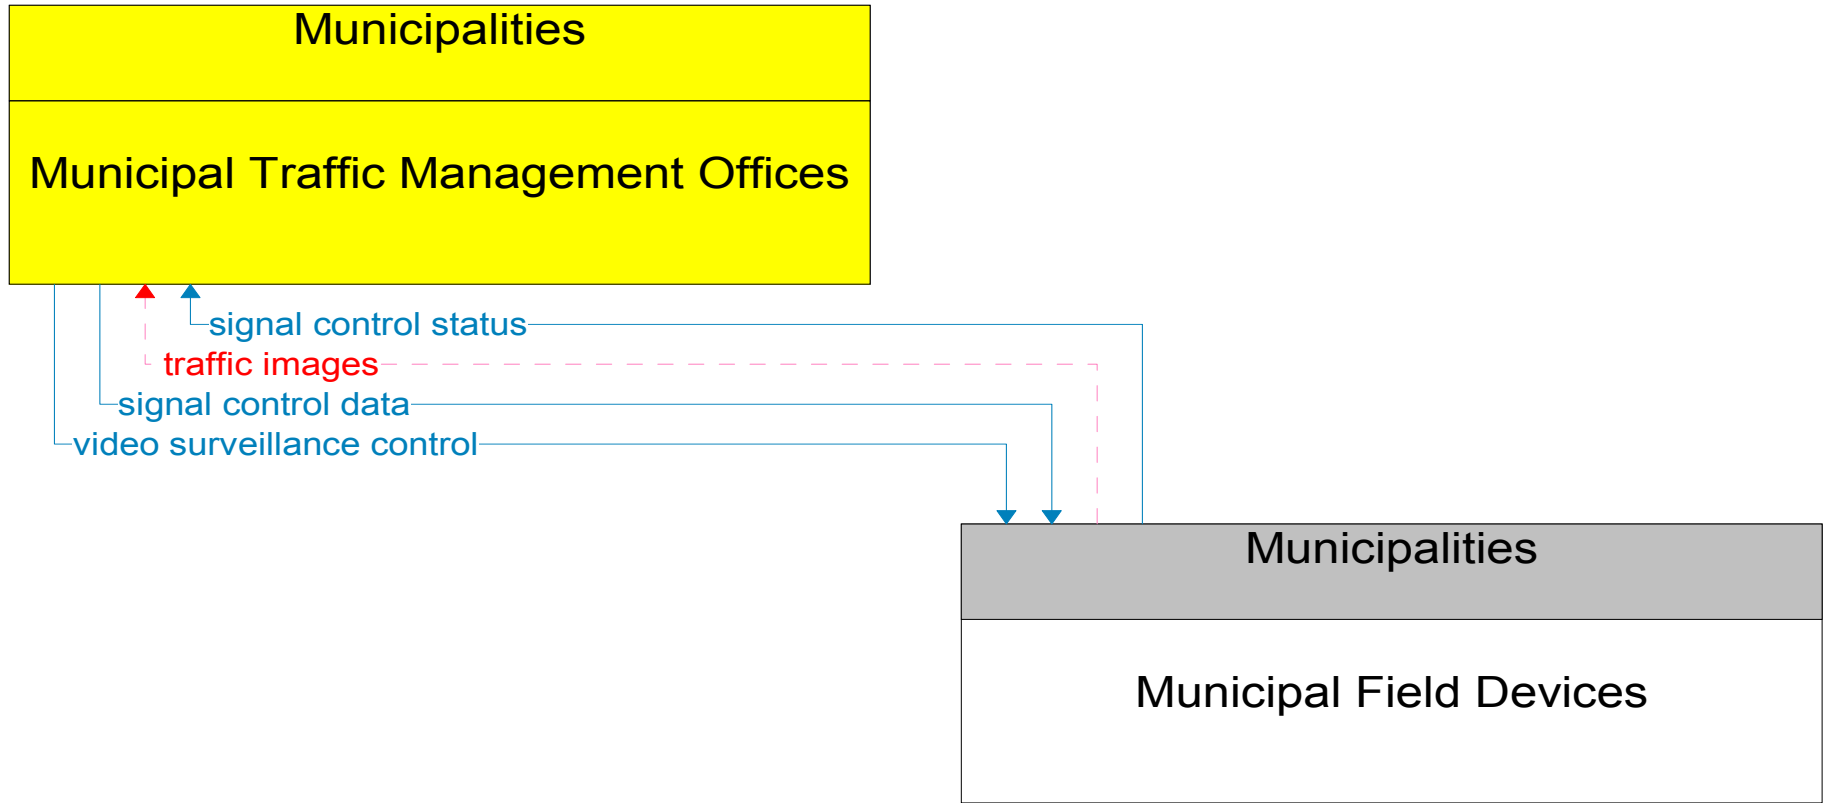 Municipalities
Municipal Traffic Management Offices
signal control status
traffic images
signal control data
video surveillance control
Municipalities
Municipal Field Devices